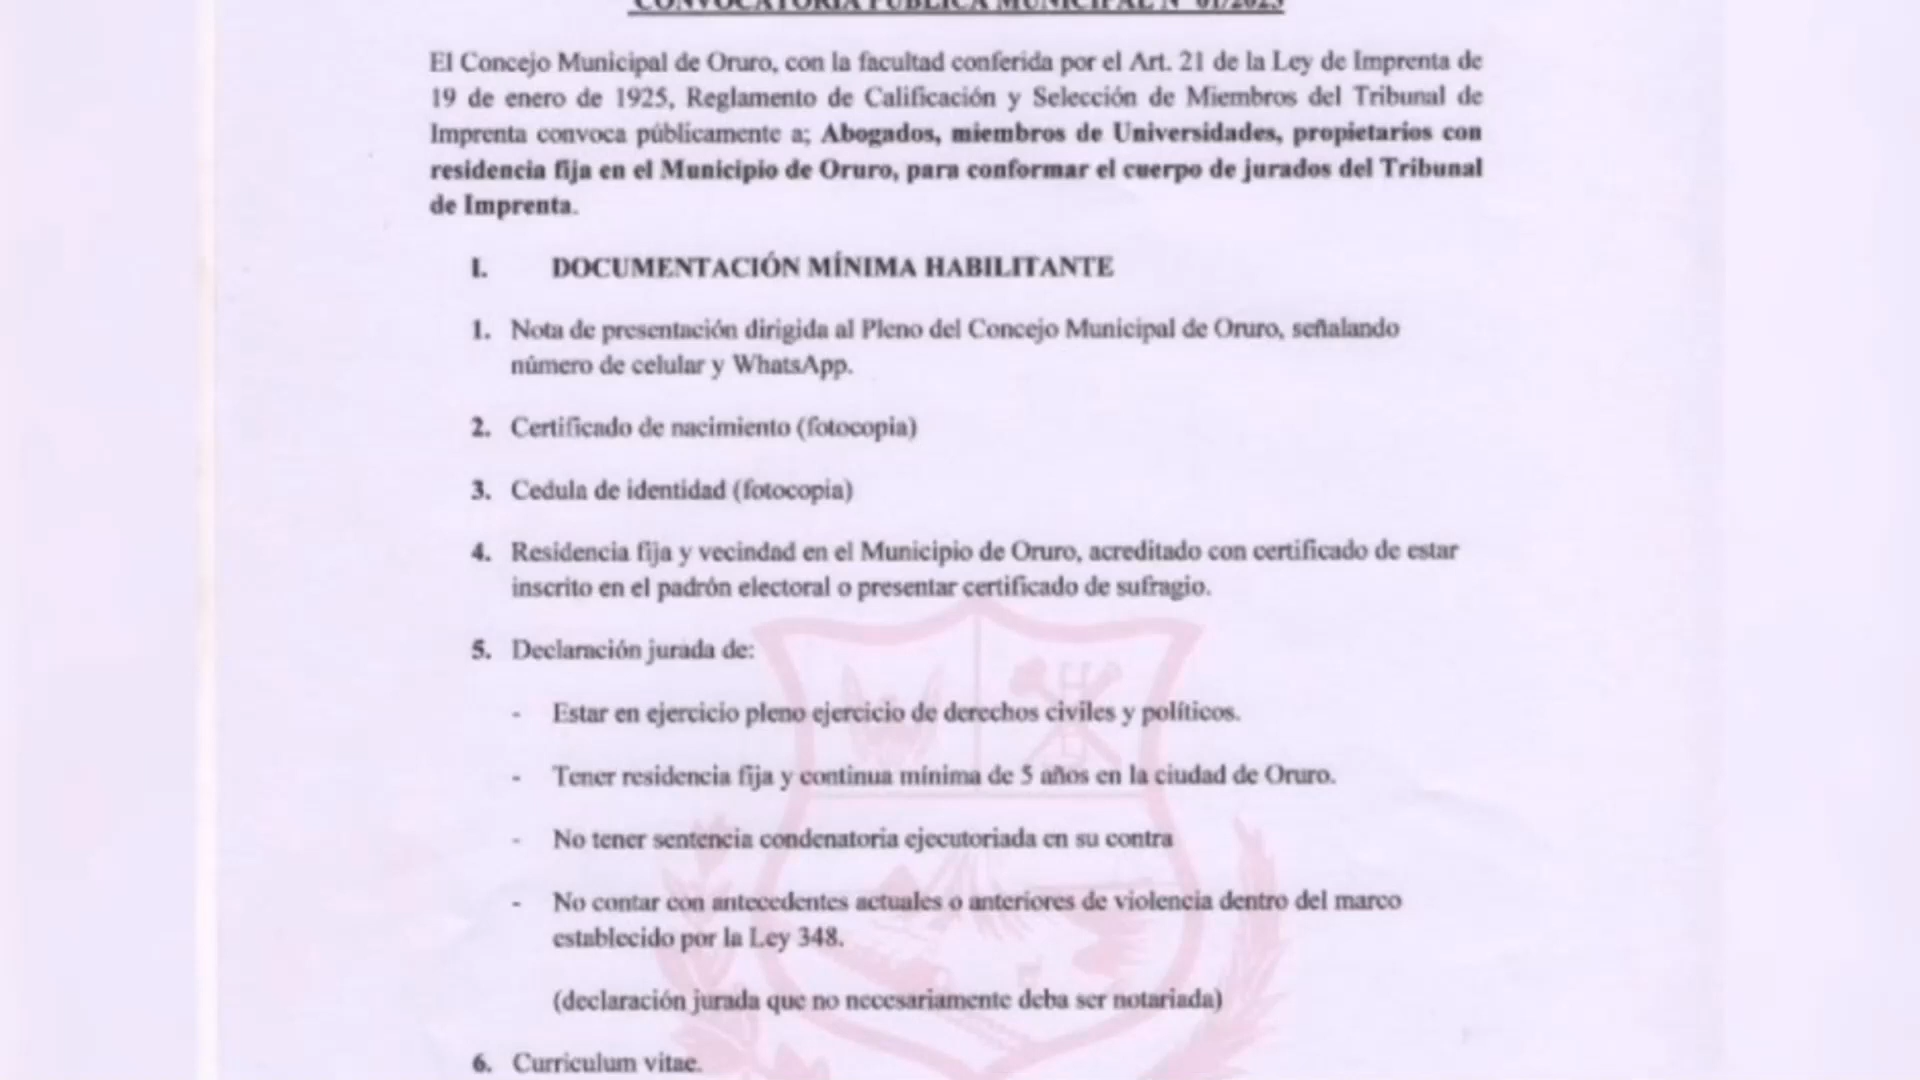 CONVOCATORIA PÚBLICA MUNICIPAL N° 01/2023
El Concejo Municipal de Oruro, con la facultad conferida por el Art. 21 de la Ley de Imprenta de
19 de enero de 1925, Reglamento de Calificación y Selección de Miembros del Tribunal de
Imprenta convoca públicamente a; Abogados, miembros de Universidades, propietarios con
residencia fija en el Municipio de Oruro, para conformar el cuerpo de jurados del Tribunal
de Imprenta.
I. DOCUMENTACIÓN MÍNIMA HABILITANTE
1. Nota de presentación dirigida al Pleno del Concejo Municipal de Oruro, señalando
número de celular y WhatsApp.
2. Certificado de nacimiento (fotocopia)
3. Cedula de identidad (fotocopia)
4. Residencia fija y vecindad en el Municipio de Oruro, acreditado con certificado de estar
inscrito en el padrón electoral o presentar certificado de sufragio.
5. Declaración jurada de:
- Estar en ejercicio pleno ejercicio de derechos civiles y políticos.
- Tener residencia fija y continua mínima de 5 años en la ciudad de Oruro.
- No tener sentencia condenatoria ejecutoriada en su contra
- No contar con antecedentes actuales o anteriores de violencia dentro del marco
establecido por la Ley 348.
(declaración jurada que no necesariamente deba ser notariada)
6. Curriculum vitae.